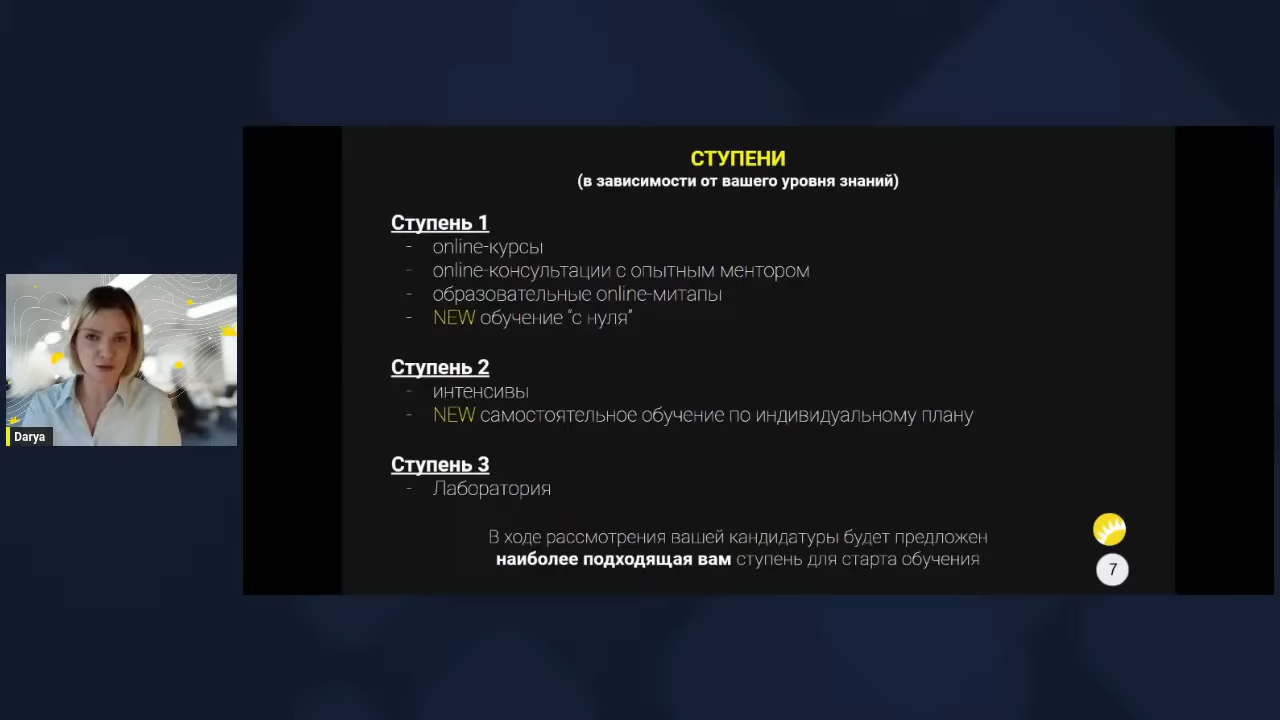 СТУПЕНИ
(в зависимости от вашего уровня знаний)
Ступень 1
- online-курсы
- online-консультации с опытным ментором
- образовательные online-митапы
- NEW обучение “с нуля”
Ступень 2
- интенсивы
- NEW самостоятельное обучение по индивидуальному плану
Ступень 3
- Лаборатория
В ходе рассмотрения вашей кандидатуры будет предложен
наиболее подходящая вам ступень для старта обучения
7
Darya